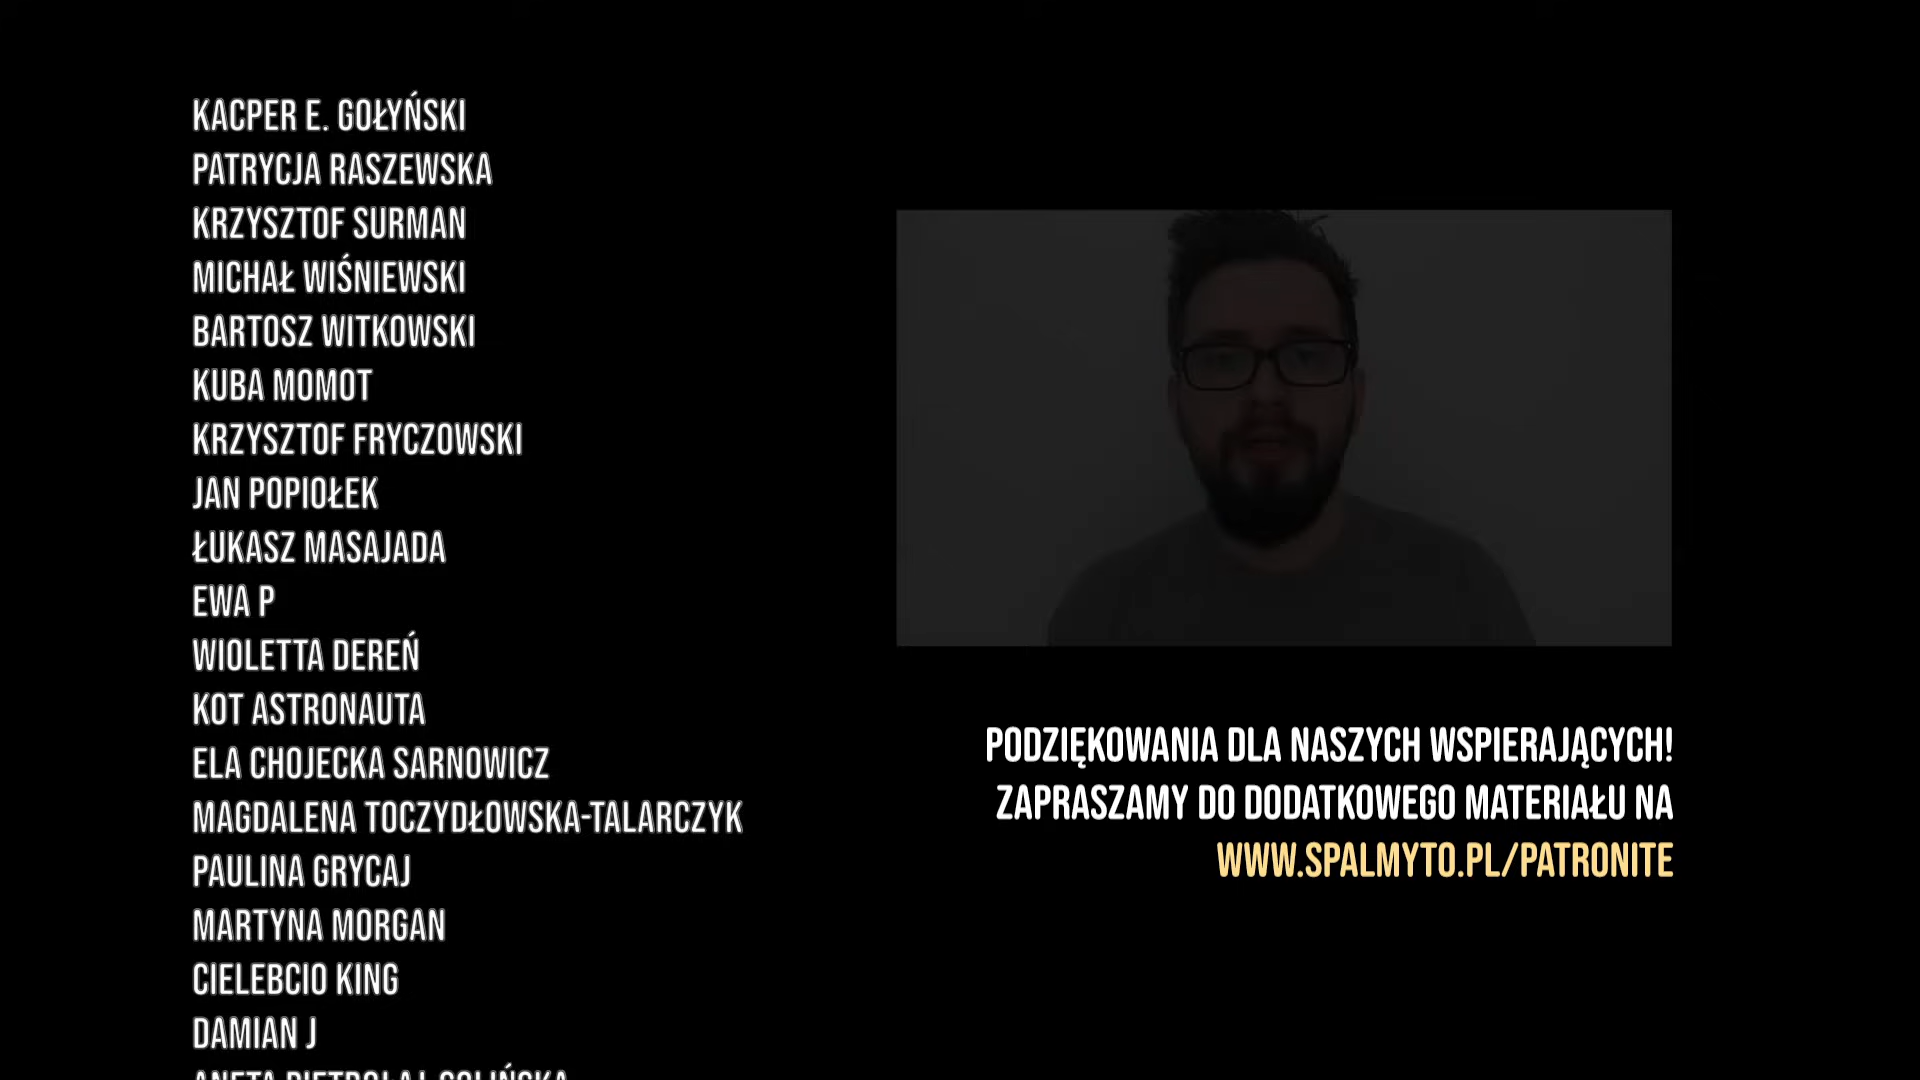 KACPER E. GOŁYŃSKI
PATRYCJA RASZEWSKA
KRZYSZTOF SURMAN
MICHAŁ WIŚNIEWSKI
BARTOSZ WITKOWSKI
KUBA MOMOT
KRZYSZTOF FRYCZOWSKI
JAN POPIOŁEK
ŁUKASZ MASAJADA
EWA P
WIOLETTA DEREŃ
KOT ASTRONAUTA
ELA CHOJECKA SARNOWICZ
MAGDALENA TOCZYDŁOWSKA-TALARCZYK
PAULINA GRYCAJ
MARTYNA MORGAN
CIELEBCIO KING
DAMIAN J
ANETA
PODZIĘKOWANIA DLA NASZYCH WSPIERAJĄCYCH!
ZAPRASZAMY DO DODATKOWEGO MATERIAŁU NA
WWW.SPALMYTO.PL/PATRONITE